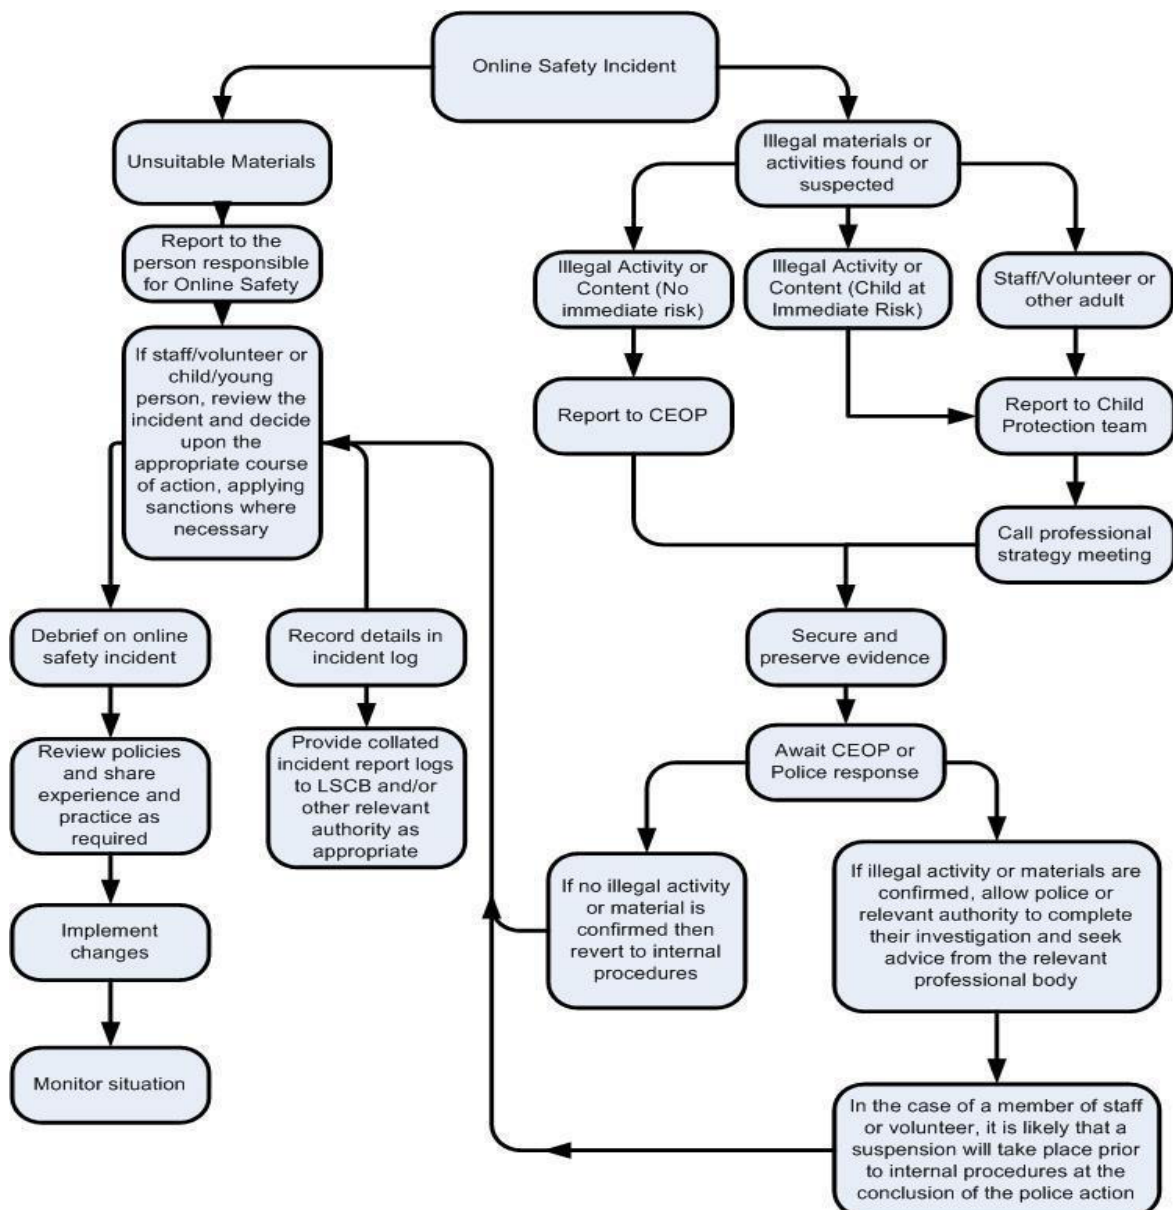 Online Safety Incident
Unsuitable Materials
Report to the
person responsible
for Online Safety
If staff/volunteer or
child/young
person, review the
incident and decide
upon the
appropriate course
of action, applying
sanctions where
necessary
Debrief on online
safety incident
Review policies
and share
experience and
practice as
required
Implement
changes
Monitor situation
Record details in
incident log
Provide collated
incident report logs
to LSCB and/or
other relevant
authority as
appropriate
Illegal materials or
activities found or
suspected
Illegal Activity or
Content (No
immediate risk)
Illegal Activity or
Content (Child at
Immediate Risk)
Staff/Volunteer or
other adult
Report to CEOP
Report to Child
Protection team
Call professional
strategy meeting
Secure and
preserve evidence
Await CEOP or
Police response
If no illegal activity
or material is
confirmed then
revert to internal
procedures
If illegal activity or materials are
confirmed, allow police or
relevant authority to complete
their investigation and seek
advice from the relevant
professional body
In the case of a member of staff
or volunteer, it is likely that a
suspension will take place prior
to internal procedures at the
conclusion of the police action